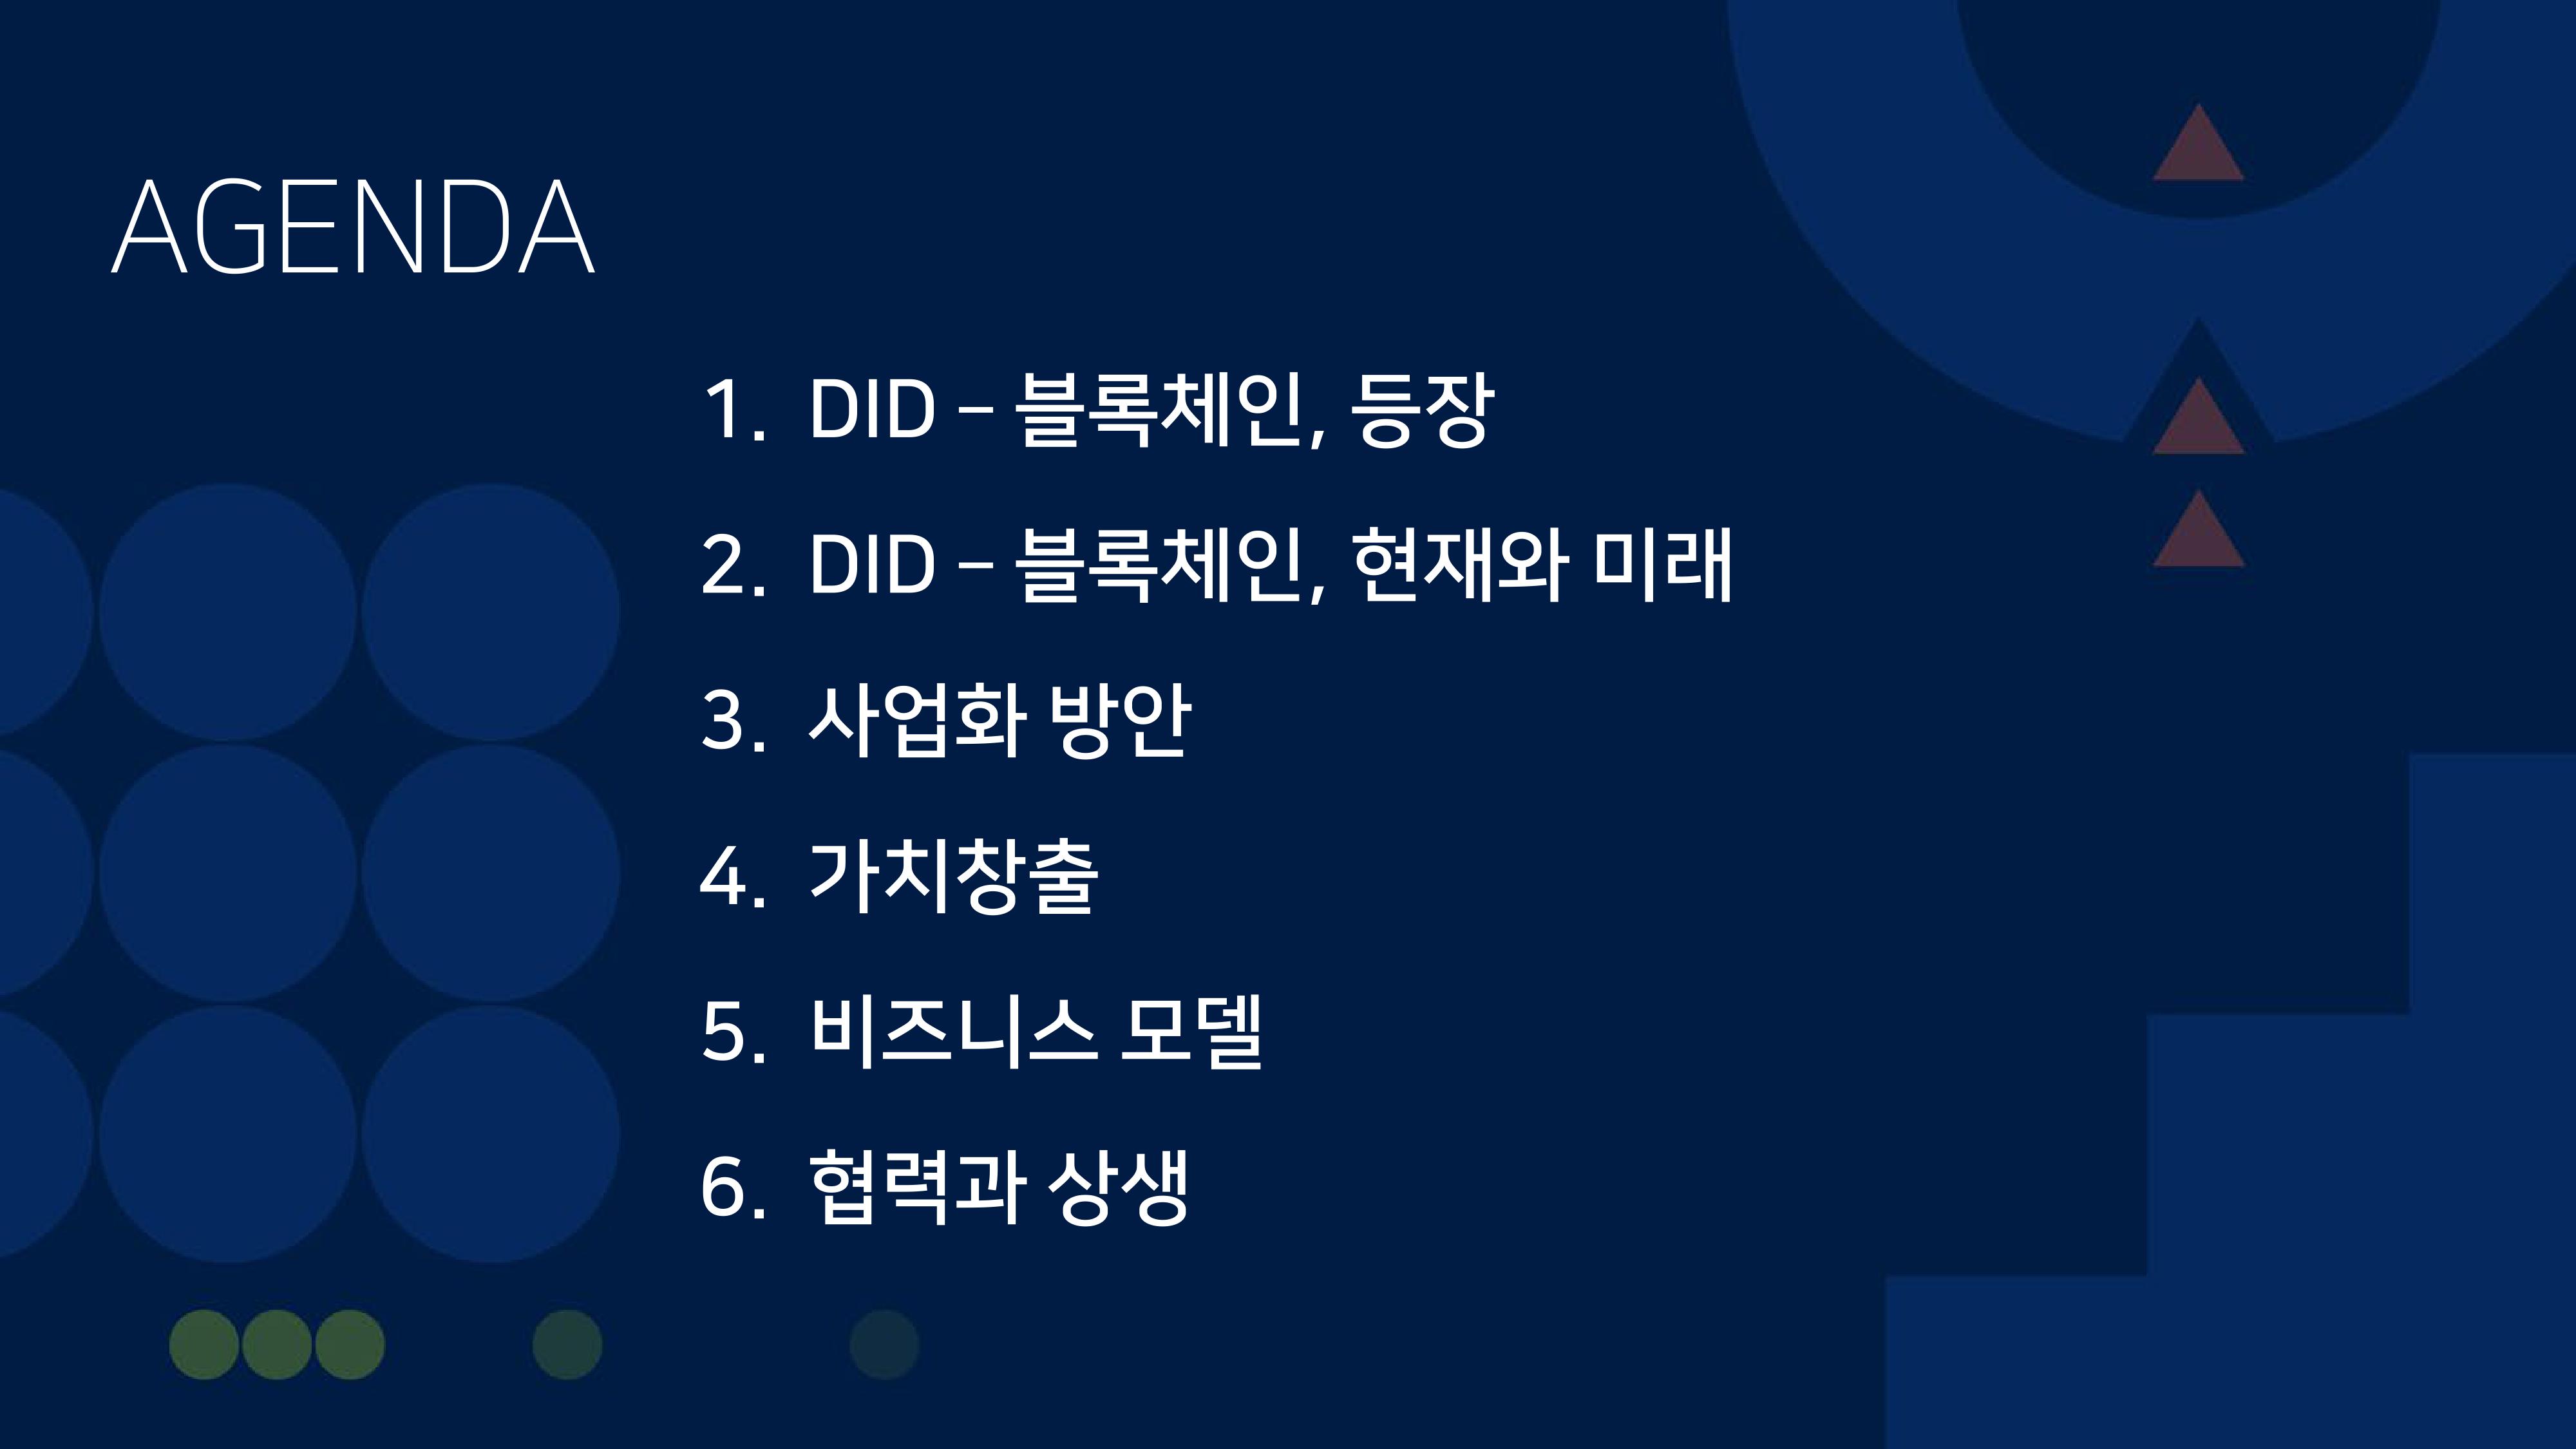 AGENDA
1. DID – 블록체인, 등장
2. DID – 블록체인, 현재와 미래
3. 사업화 방안
4. 가치창출
5. 비즈니스 모델
6. 협력과 상생